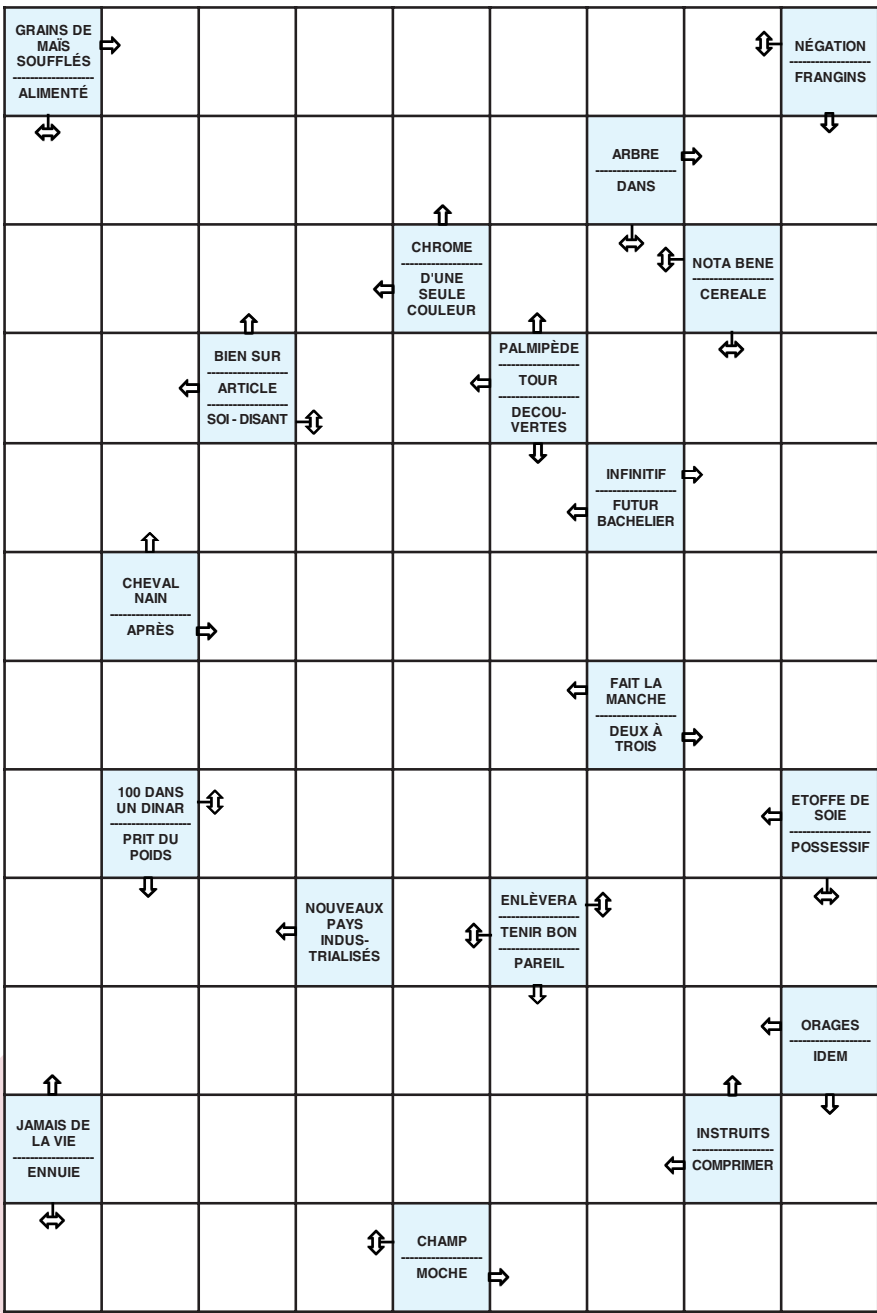 GRAINS DE
MAÏS
SOUFFLÉS
ALIMENTÉ
NÉGATION
FRANGINS
ARBRE
DANS
CHROME
D'UNE
SEULE
COULEUR
NOTA BENE
CEREALE
BIEN SUR
ARTICLE
SOI - DISANT
PALMIPÈDE
TOUR
DECOU-
VERTES
INFINITIF
FUTUR
BACHELIER
CHEVAL
NAIN
APRÈS
FAIT LA
MANCHE
DEUX À
TROIS
100 DANS
UN DINAR
PRIT DU
POIDS
ETOFFE DE
SOIE
POSSESSIF
NOUVEAUX
PAYS
INDUS-
TRIALISÉS
ENLÈVERA
TENIR BON
PAREIL
ORAGES
IDEM
JAMAIS DE
LA VIE
ENNUIE
INSTRUITS
COMPRIMER
CHAMP
MOCHE